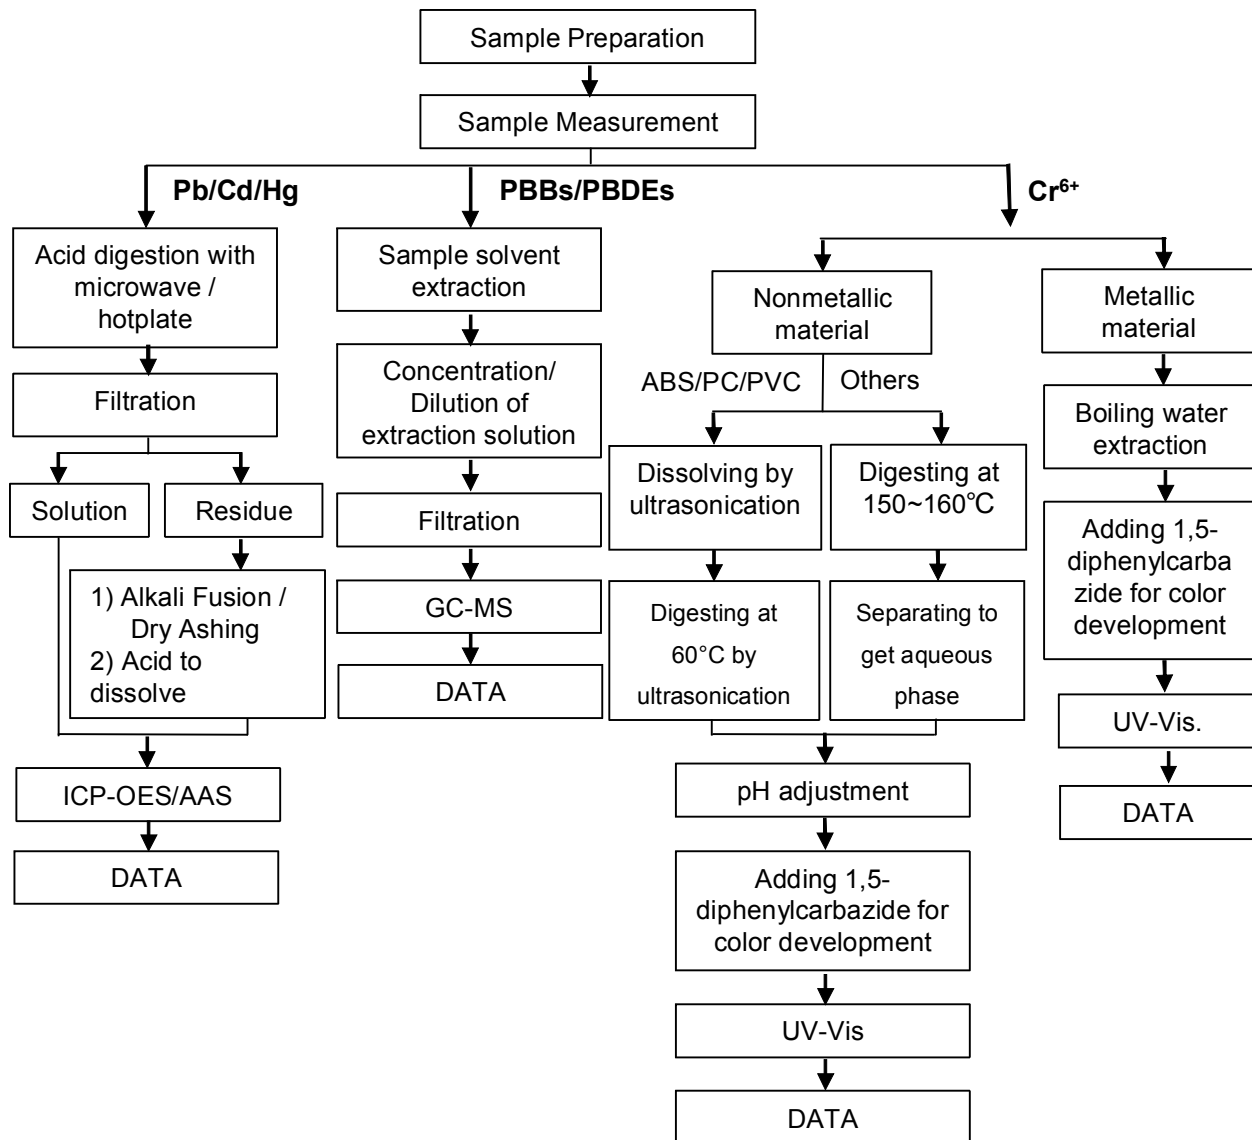 Sample Preparation
Sample Measurement
Pb/Cd/Hg
PBBs/PBDEs
Cr⁶⁺
Acid digestion with
microwave /
hotplate
Filtration
Solution
Residue
1) Alkali Fusion /
Dry Ashing
2) Acid to
dissolve
ICP-OES/AAS
DATA
Sample solvent
extraction
Concentration/
Dilution of
extraction solution
Filtration
GC-MS
DATA
Nonmetallic
material
ABS/PC/PVC
Others
Dissolving by
ultrasonication
Digesting at
60°C by
ultrasonication
Digesting at
150~160℃
Separating to
get aqueous
phase
pH adjustment
Adding 1,5-
diphenylcarbazide for
color development
UV-Vis
DATA
Metallic
material
Boiling water
extraction
Adding 1,5-
diphenylcarba
zide for color
development
UV-Vis.
DATA